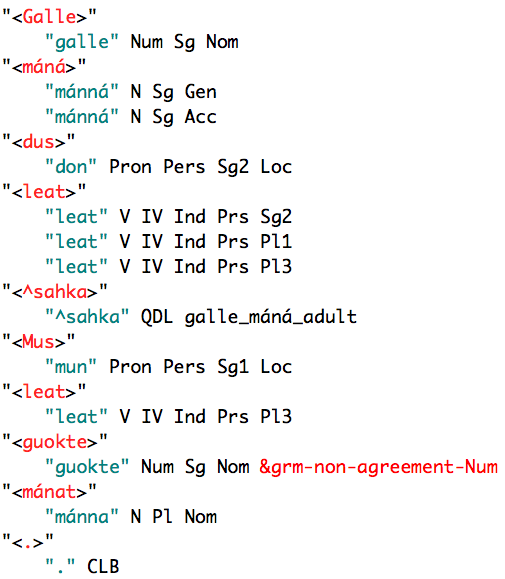 "<Galle>"
"galle" Num Sg Nom
"<máná>"
"mánná" N Sg Gen
"mánná" N Sg Acc
"<dus>"
"don" Pron Pers Sg2 Loc
"<leat>"
"leat" V IV Ind Prs Sg2
"leat" V IV Ind Prs Pl1
"leat" V IV Ind Prs Pl3
"<^sahka>"
"^sahka" QDL galle_máná_adult
"<Mus>"
"mun" Pron Pers Sg1 Loc
"<leat>"
"leat" V IV Ind Prs Pl3
"<guokte>"
"guokte" Num Sg Nom &grm-non-agreement-Num
"<mánat>"
"mánna" N Pl Nom
"<.>"
"." CLB